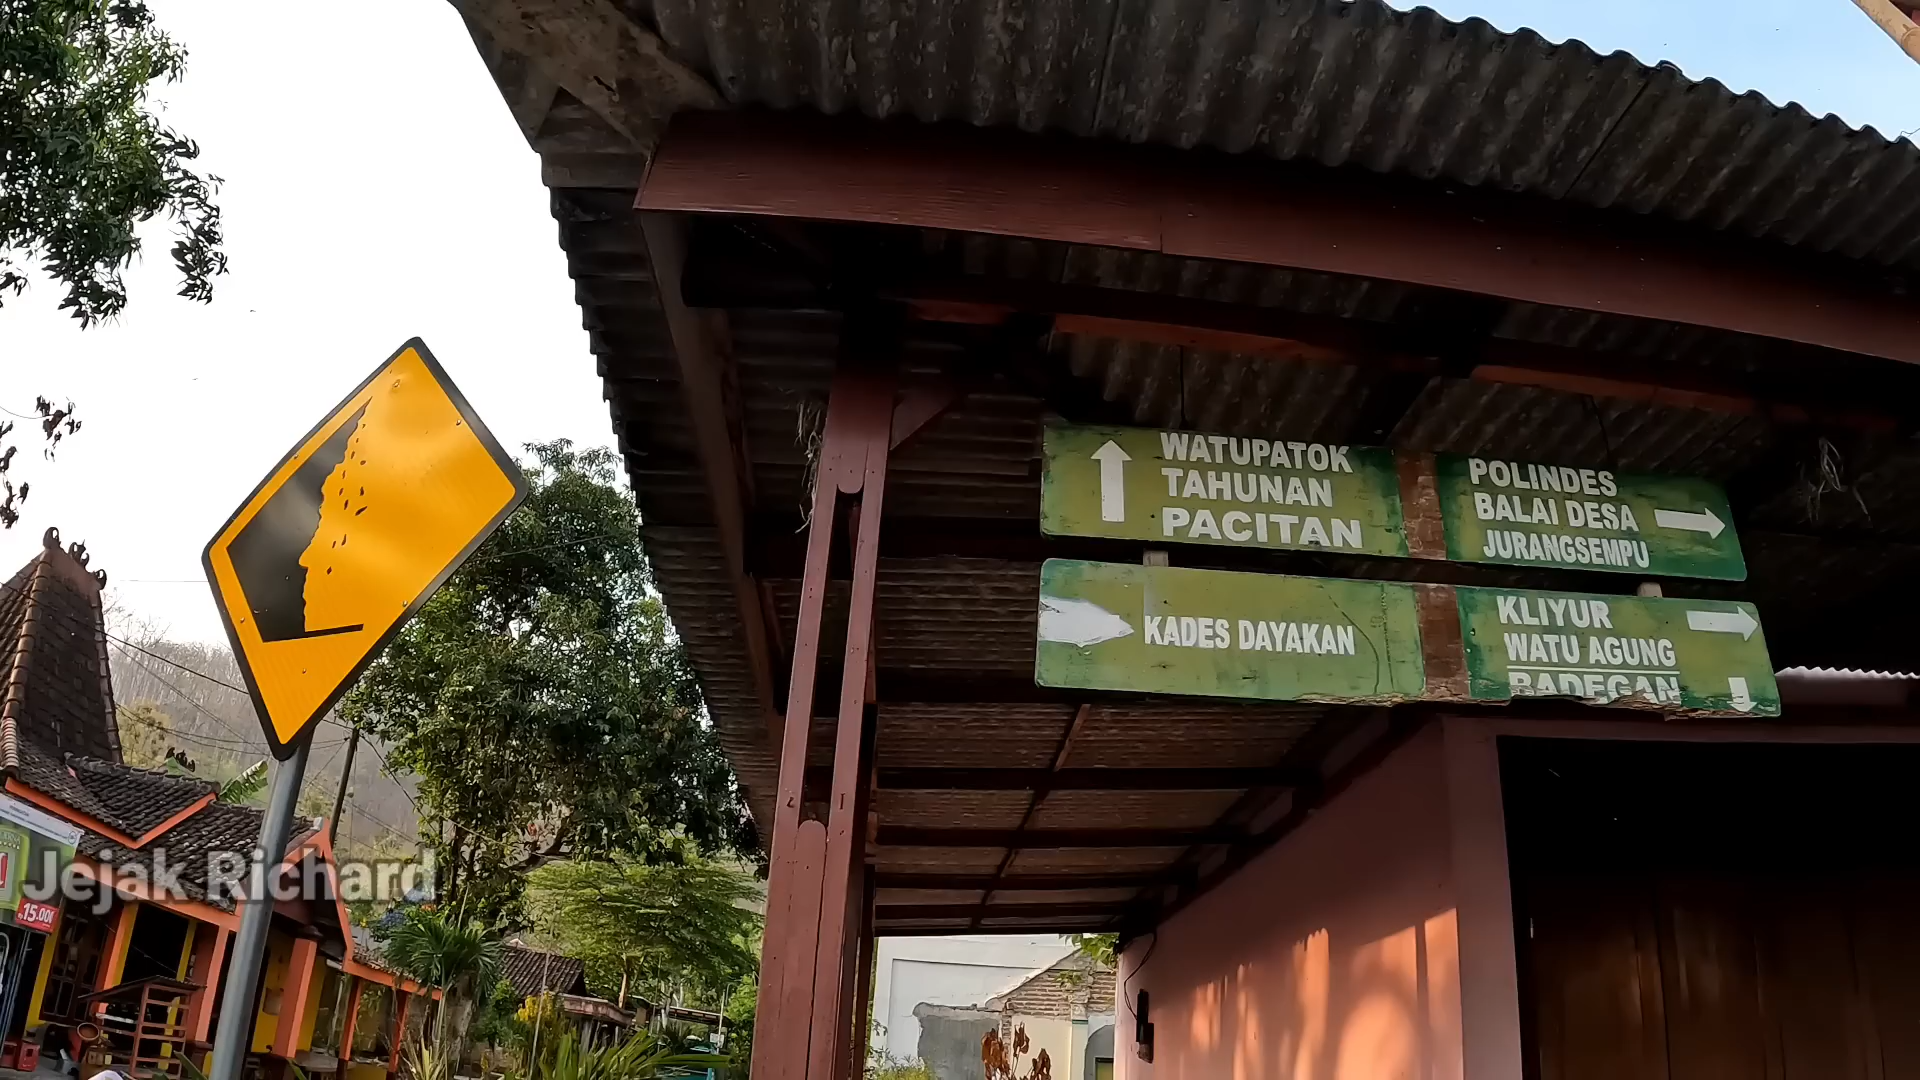 WATUPATOK
TAHUNAN
PACITAN
POLINDES
BALAI DESA
JURANGSEMPU
KADES DAYAKAN
KLIYUR
WATU AGUNG
BADEGAN
Jejak Richard
15.000